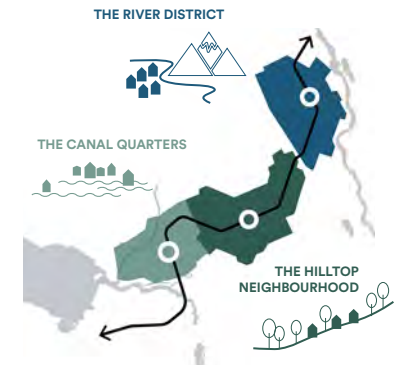 THE RIVER DISTRICT
THE CANAL QUARTERS
THE HILLTOP
NEIGHBOURHOOD